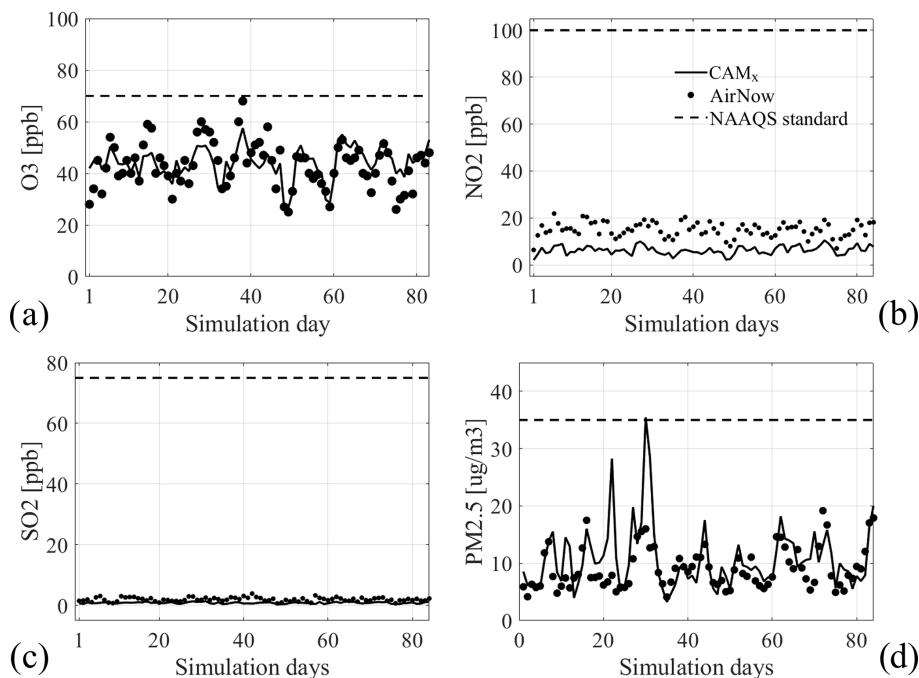 100
80
60
40
20
0
O3 [ppb]
1 20 40 60 80
Simulation day
(a)
100
80
60
40
20
0
NO2 [ppb]
CAMx
AirNow
NAAQS standard
1 20 40 60 80
Simulation days
(b)
80
60
40
20
0
SO2 [ppb]
1 20 40 60 80
Simulation days
(c)
40
30
20
10
0
PM2.5 [ug/m3]
0 20 40 60 80
Simulation days
(d)